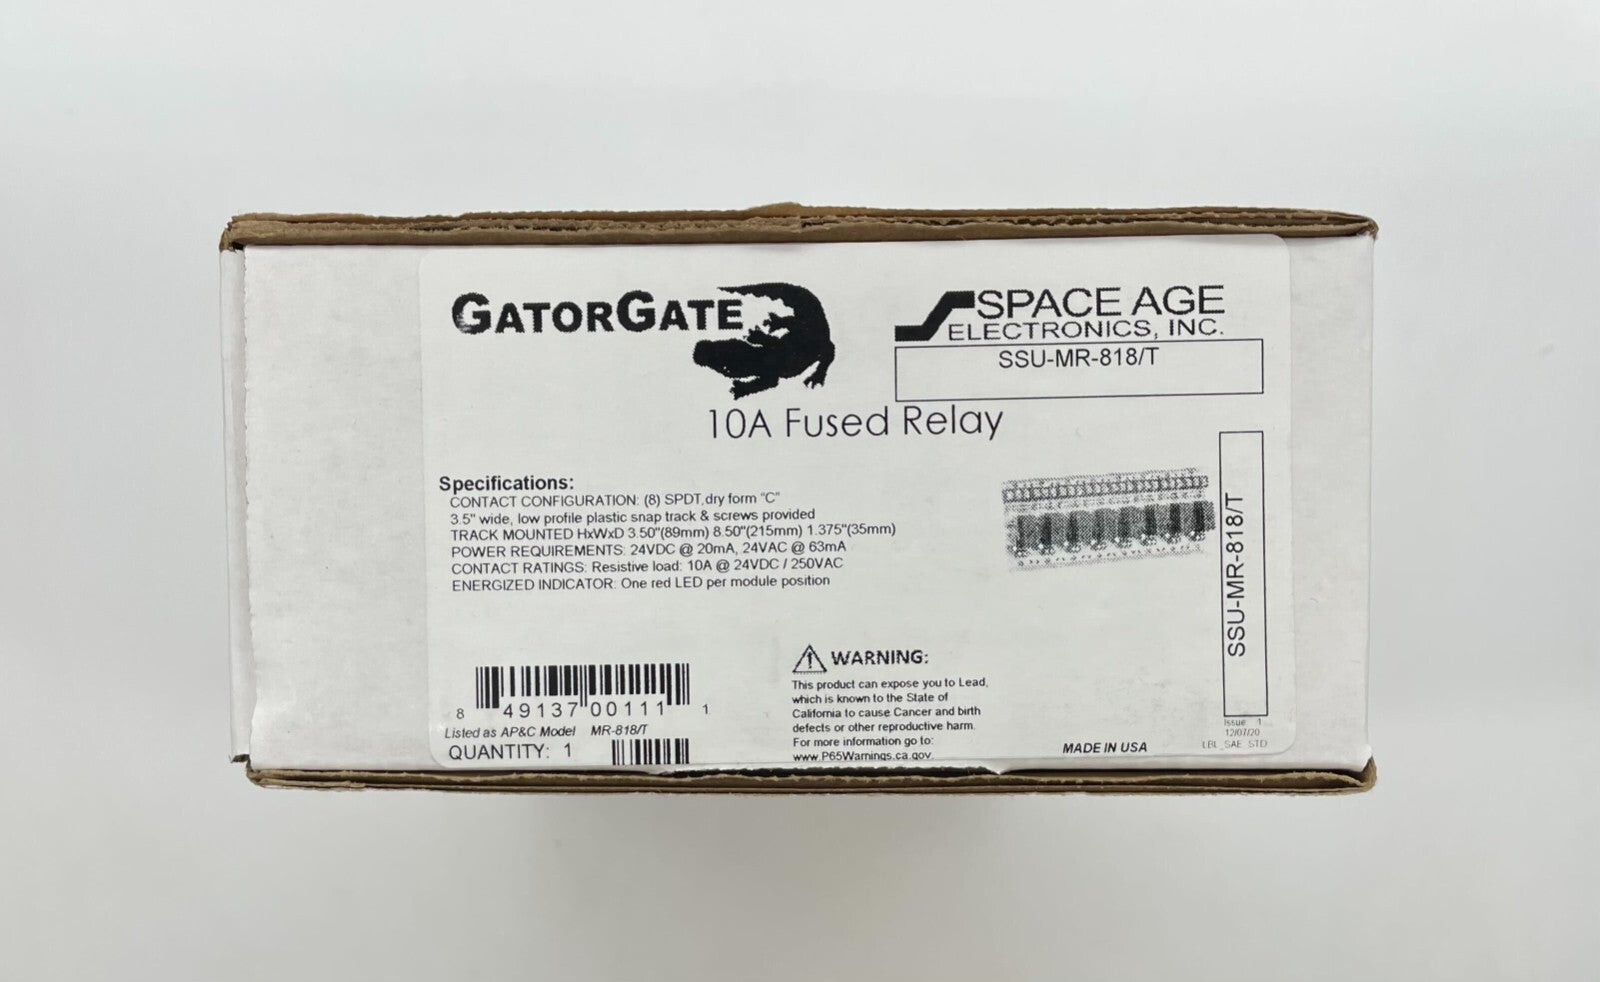 GATORGATE
SPACE AGE
ELECTRONICS, INC.
SSU-MR-818/T
10A Fused Relay
Specifications:
CONTACT CONFIGURATION: (8) SPDT, dry form "C"
3.5" wide, low profile plastic snap track & screws provided
TRACK MOUNTED HxWxD 3.50"(89mm) 8.50"(215mm) 1.375"(35mm)
POWER REQUIREMENTS: 24VDC @ 20mA, 24VAC @ 63mA
CONTACT RATINGS: Resistive load: 10A @ 24VDC / 250VAC
ENERGIZED INDICATOR: One red LED per module position
SSU-MR-818/T
8 49137 00111 1
Listed as AP&C Model MR-818/T
QUANTITY: 1
WARNING:
This product can expose you to Lead,
which is known to the State of
California to cause Cancer and birth
defects or other reproductive harm.
For more information go to:
www.P65Warnings.ca.gov.
MADE IN USA
Issue 1
12/07/20
LBL_SAE_STD